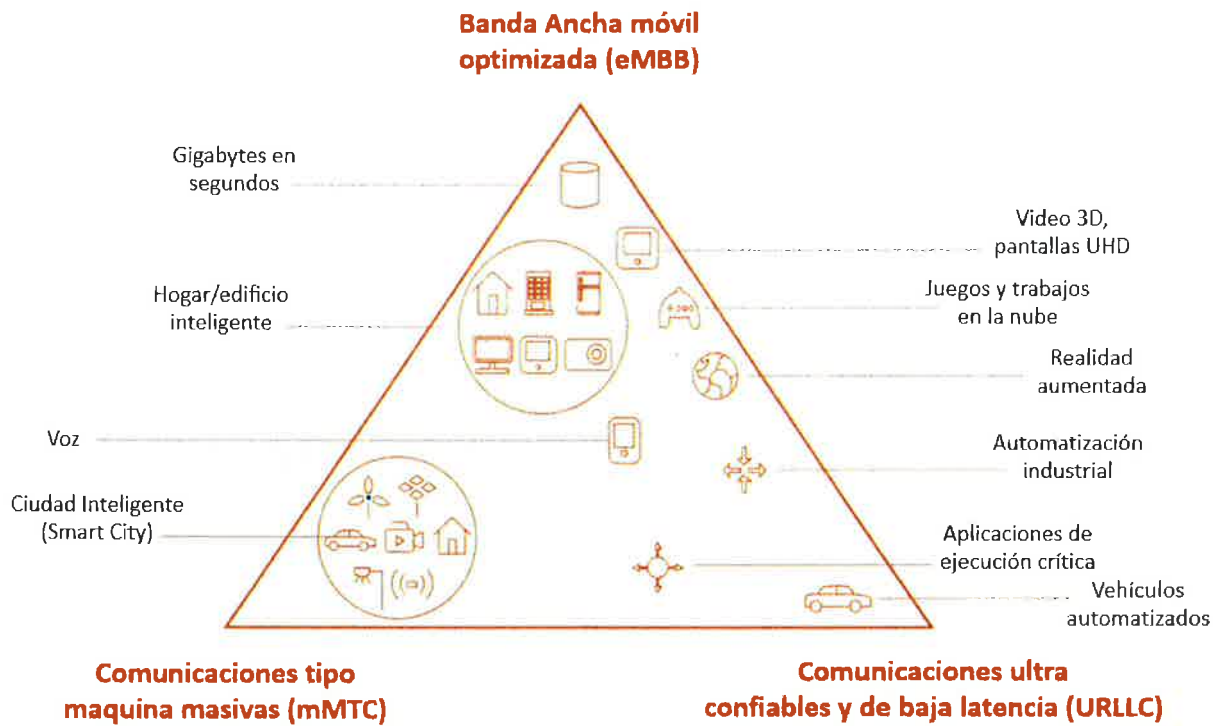 Banda Ancha móvil
optimizada (eMBB)
Gigabytes en
segundos
Video 3D,
pantallas UHD
Hogar/edificio
inteligente
Juegos y trabajos
en la nube
Realidad
aumentada
Voz
Automatización
industrial
Ciudad Inteligente
(Smart City)
Aplicaciones de
ejecución crítica
Vehículos
automatizados
Comunicaciones tipo
maquina masivas (mMTC)
Comunicaciones ultra
confiables y de baja latencia (URLLC)